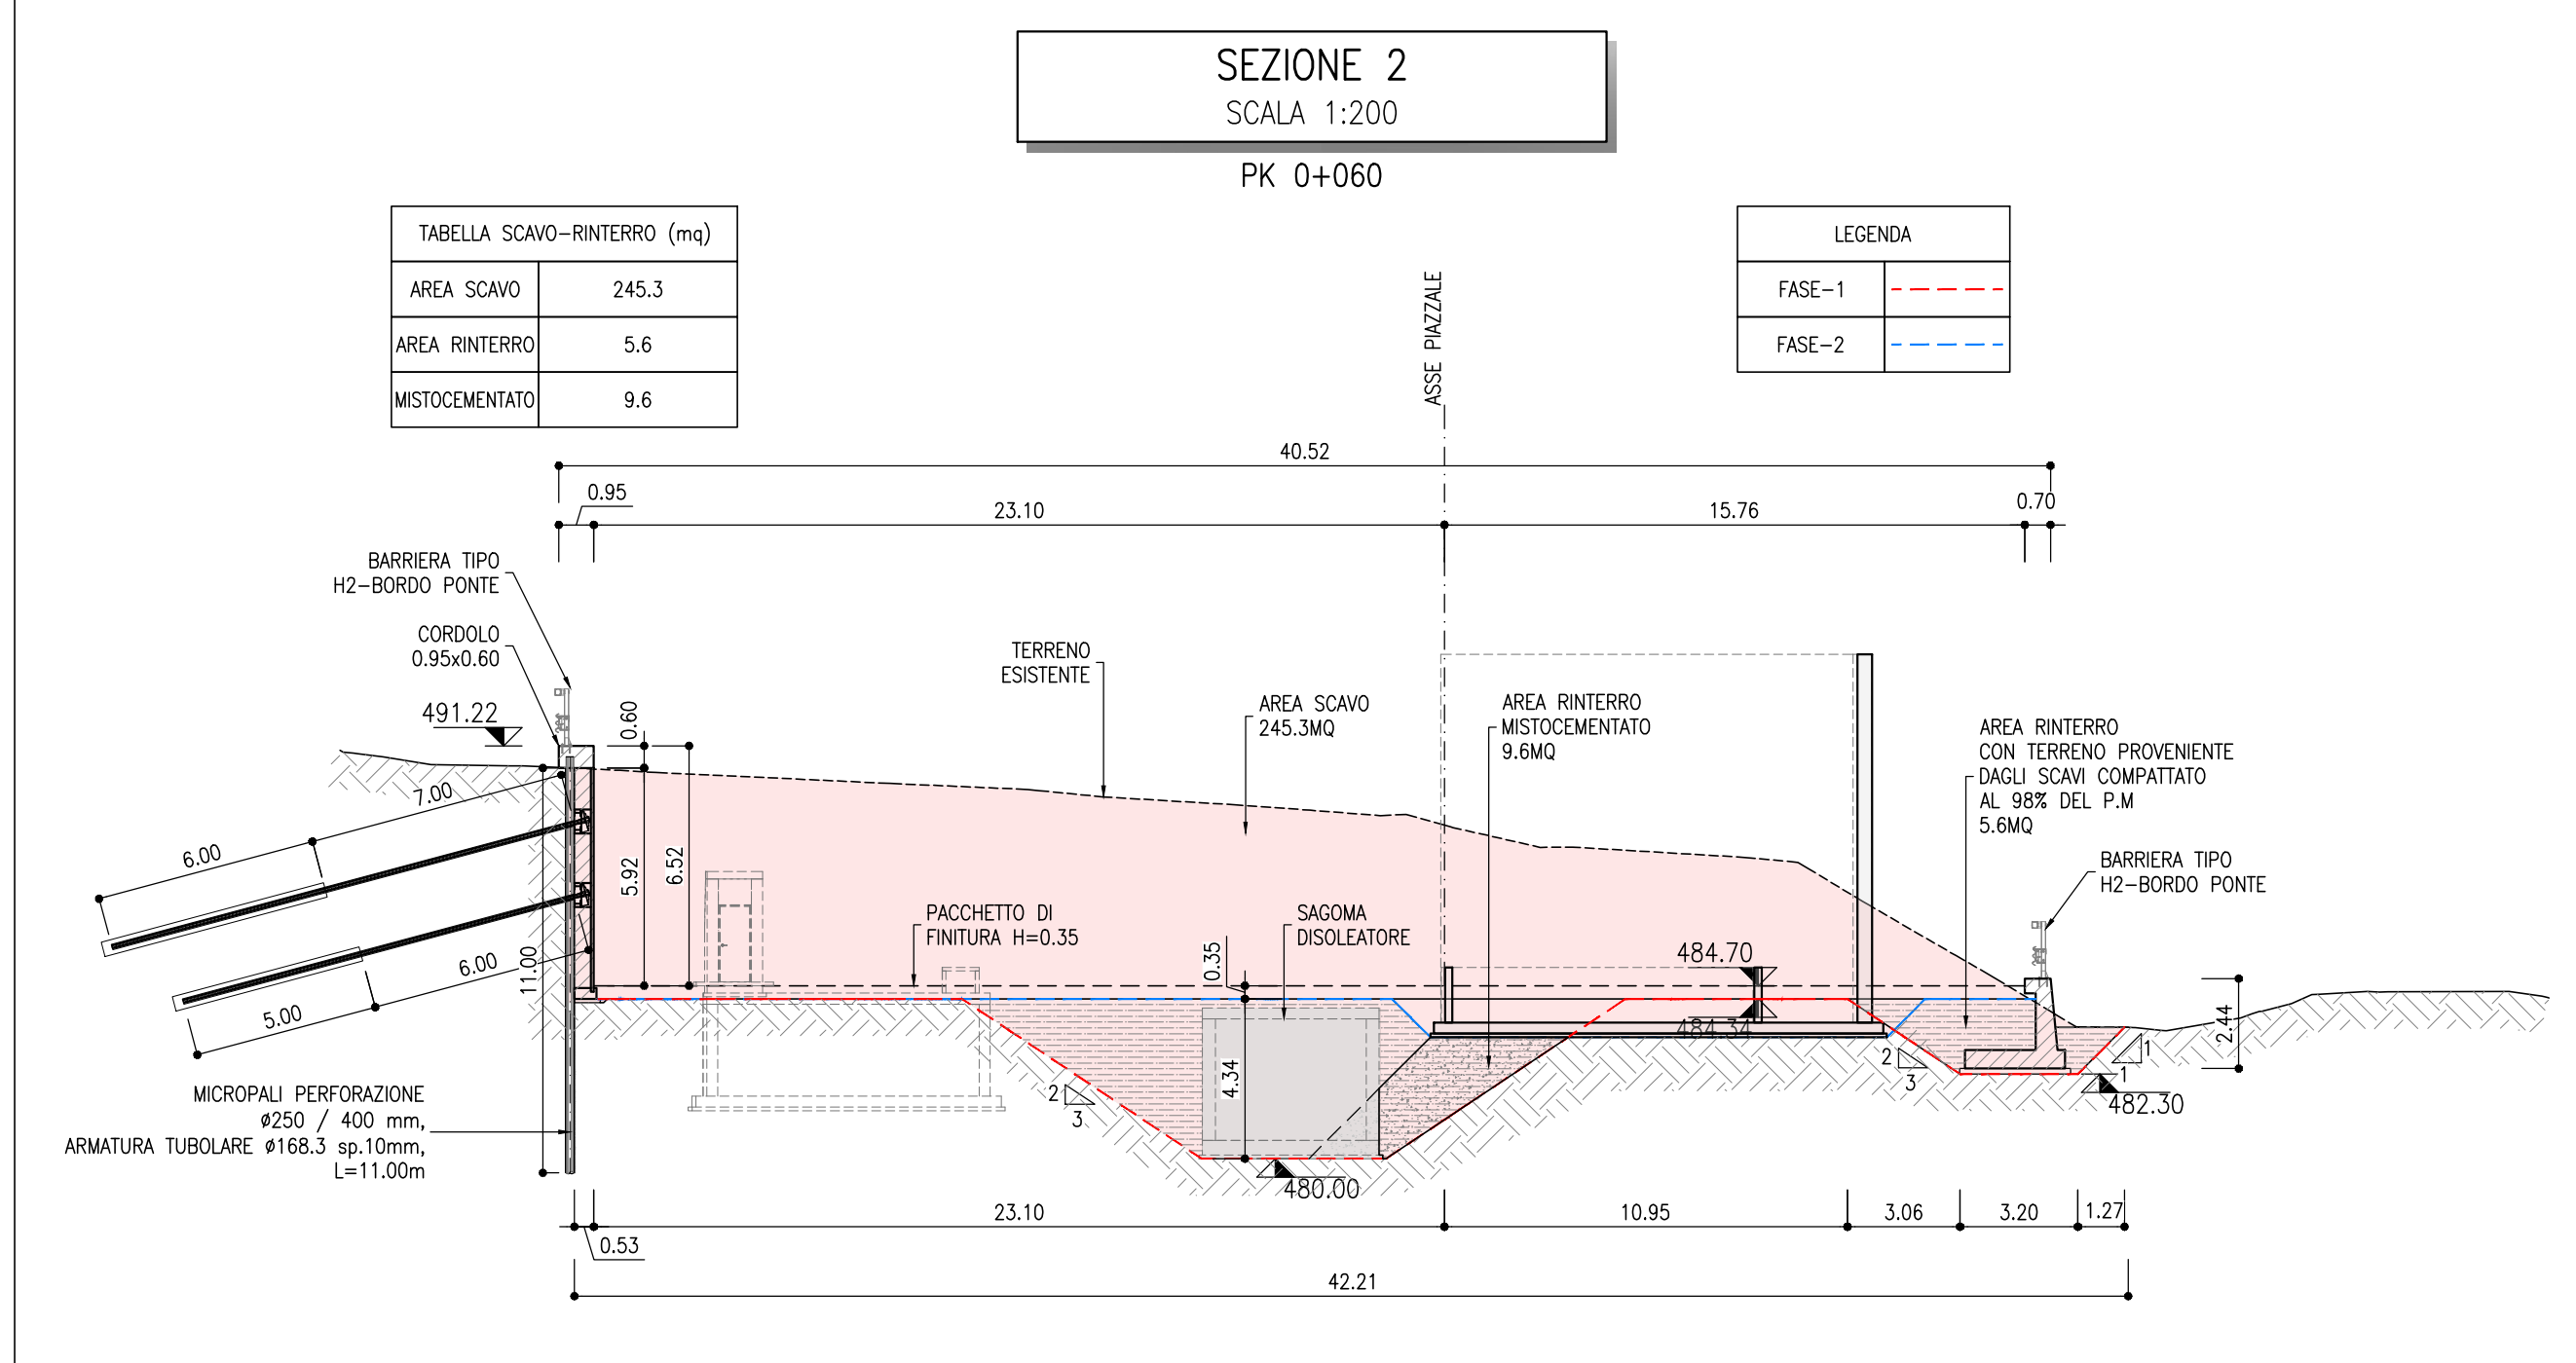 SEZIONE 2
SCALA 1:200
PK 0+060
TABELLA SCAVO-RINTERRO (mq)
AREA SCAVO 245.3
AREA RINTERRO 5.6
MISTOCEMENTATO 9.6
LEGENDA
FASE-1
FASE-2
ASSE PIAZZALE
40.52
0.95
23.10
15.76
0.70
BARRIERA TIPO
H2-BORDO PONTE
CORDOLO
0.95x0.60
491.22
0.60
TERRENO
ESISTENTE
AREA SCAVO
245.3MQ
AREA RINTERRO
MISTOCEMENTATO
9.6MQ
AREA RINTERRO
CON TERRENO PROVENIENTE
DAGLI SCAVI COMPATTATO
AL 98% DEL P.M
5.6MQ
BARRIERA TIPO
H2-BORDO PONTE
7.00
6.00
5.92
6.52
11.00
6.00
5.00
PACCHETTO DI
FINITURA H=0.35
SAGOMA
DISOLEATORE
0.35
484.70
484.34
4.34
2
3
2
3
1
1
2.44
482.30
480.00
MICROPALI PERFORAZIONE
ø250 / 400 mm,
ARMATURA TUBOLARE ø168.3 sp.10mm,
L=11.00m
23.10
10.95
3.06
3.20
1.27
0.53
42.21